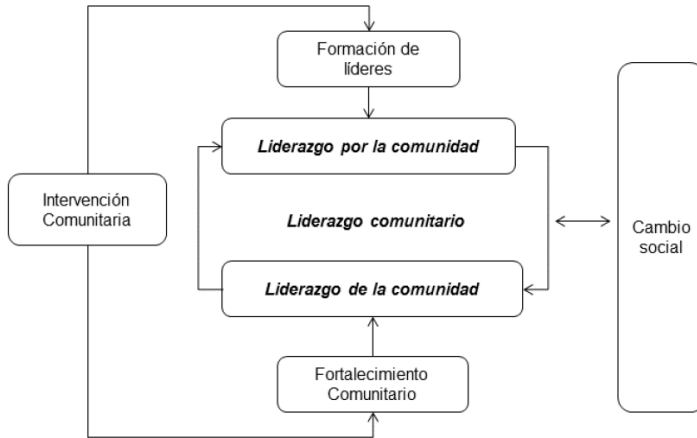 Formación de
líderes
Liderazgo por la comunidad
Intervención
Comunitaria
Liderazgo comunitario
Cambio
social
Liderazgo de la comunidad
Fortalecimiento
Comunitario